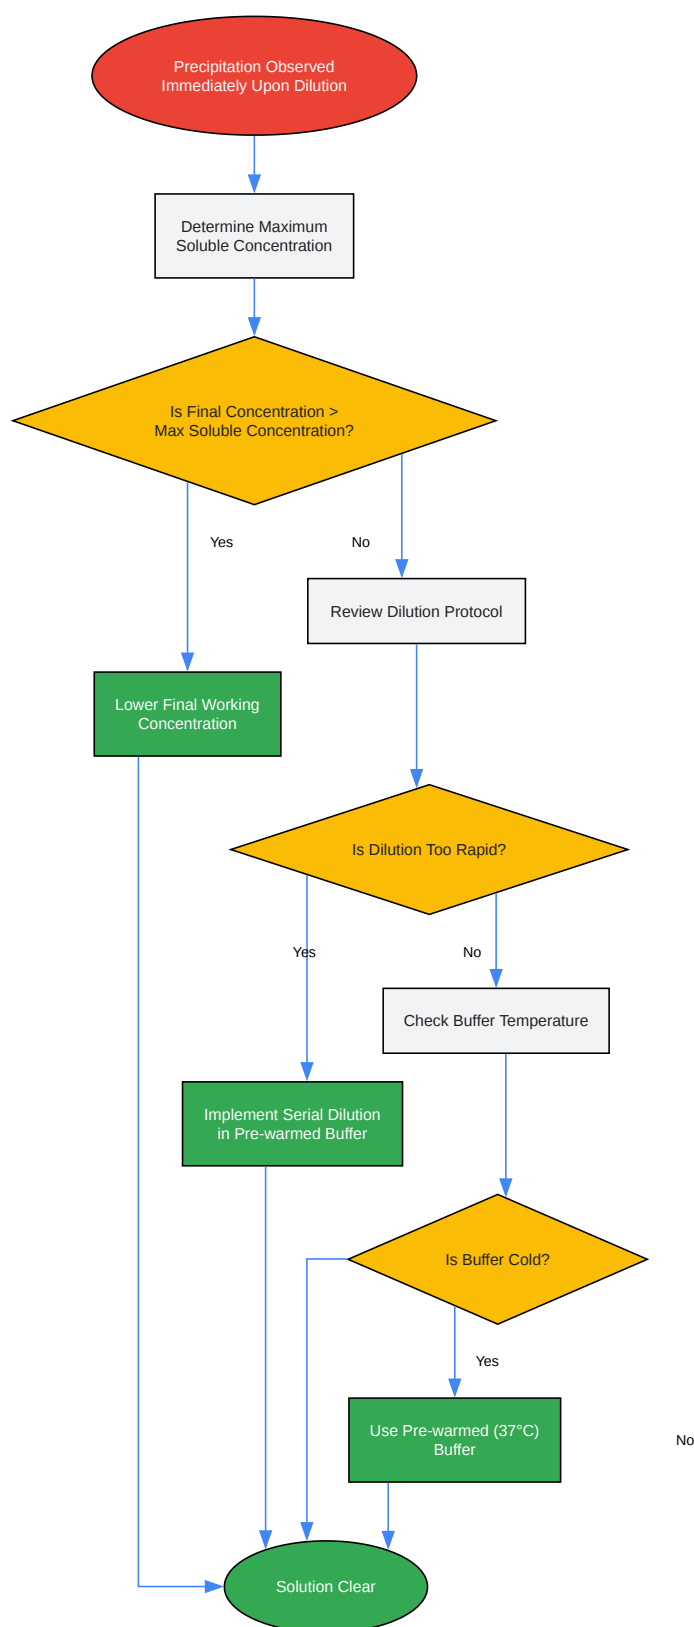 Precipitation Observed
Immediately Upon Dilution
Determine Maximum
Soluble Concentration
Is Final Concentration >
Max Soluble Concentration?
Yes
No
Review Dilution Protocol
Lower Final Working
Concentration
Is Dilution Too Rapid?
Yes
No
Check Buffer Temperature
Implement Serial Dilution
in Pre-warmed Buffer
Is Buffer Cold?
Yes
Use Pre-warmed (37°C)
Buffer
No
Solution Clear